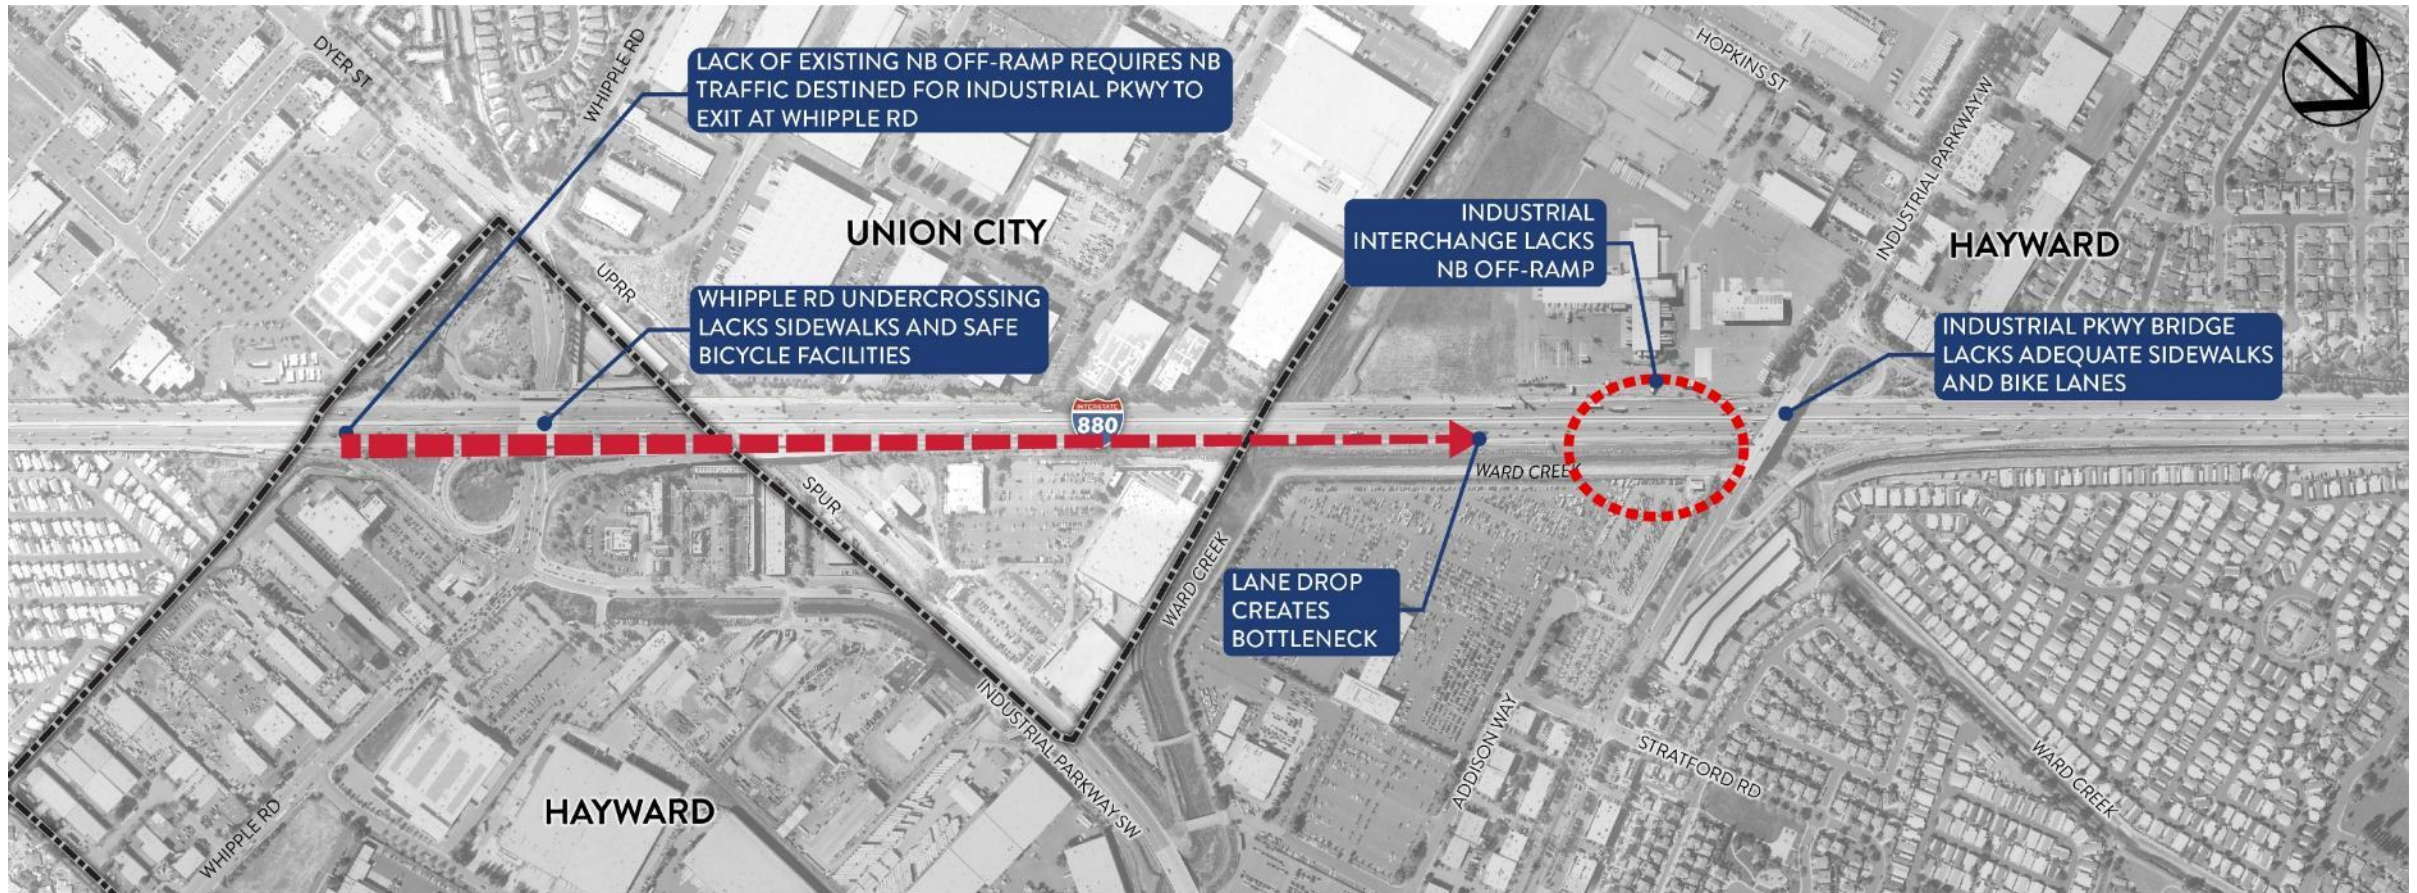 DYER ST
WHIPPLE RD
LACK OF EXISTING NB OFF-RAMP REQUIRES NB
TRAFFIC DESTINED FOR INDUSTRIAL PKWY TO
EXIT AT WHIPPLE RD
HOPKINS ST
INDUSTRIAL PARKWAY W
UNION CITY
HAYWARD
INDUSTRIAL
INTERCHANGE LACKS
NB OFF-RAMP
UPRR
WHIPPLE RD UNDERCROSSING
LACKS SIDEWALKS AND SAFE
BICYCLE FACILITIES
INDUSTRIAL PKWY BRIDGE
LACKS ADEQUATE SIDEWALKS
AND BIKE LANES
INTERSTATE
880
WARD CREEK
SPUR
WARD CREEK
LANE DROP
CREATES
BOTTLENECK
INDUSTRIAL PARKWAY SW
ADDISON WAY
STRATFORD RD
WARD CREEK
HAYWARD
WHIPPLE RD